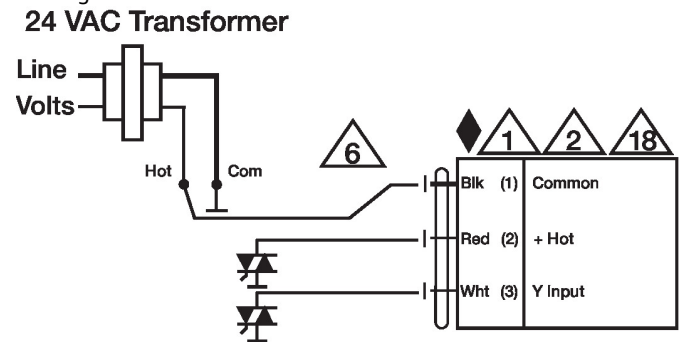 24 VAC Transformer
Line
Volts
Hot
Com
6
1
2
18
Blk (1) Common
Red (2) + Hot
Wht (3) Y Input